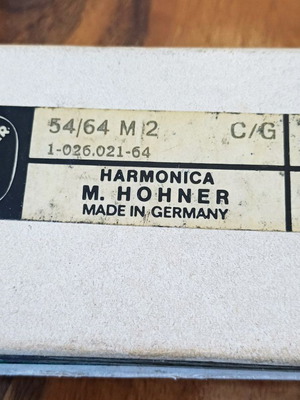 54/64 M 2 C/G
1-026.021-64
HARMONICA
M. HOHNER
MADE IN GERMANY